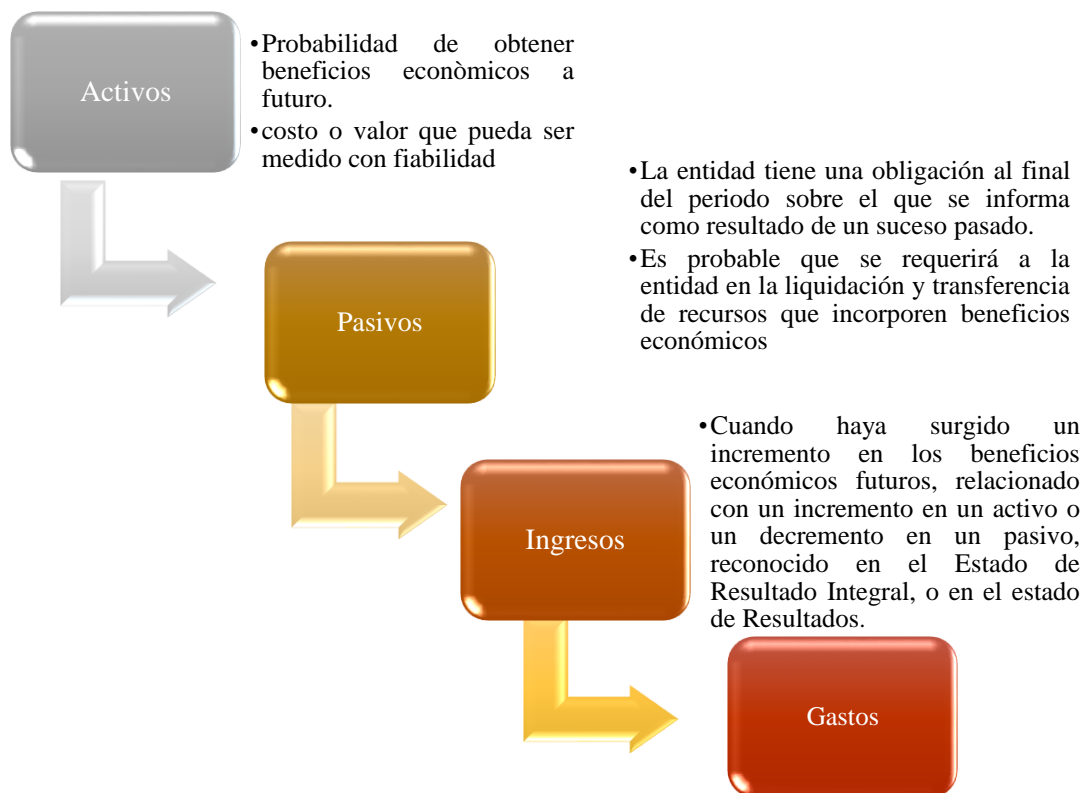 Activos
•Probabilidad de obtener
beneficios econòmicos a
futuro.
•costo o valor que pueda ser
medido con fiabilidad
Pasivos
•La entidad tiene una obligación al final
del periodo sobre el que se informa
como resultado de un suceso pasado.
•Es probable que se requerirá a la
entidad en la liquidación y transferencia
de recursos que incorporen beneficios
económicos
Ingresos
•Cuando haya surgido un
incremento en los beneficios
económicos futuros, relacionado
con un incremento en un activo o
un decremento en un pasivo,
reconocido en el Estado de
Resultado Integral, o en el estado
de Resultados.
Gastos